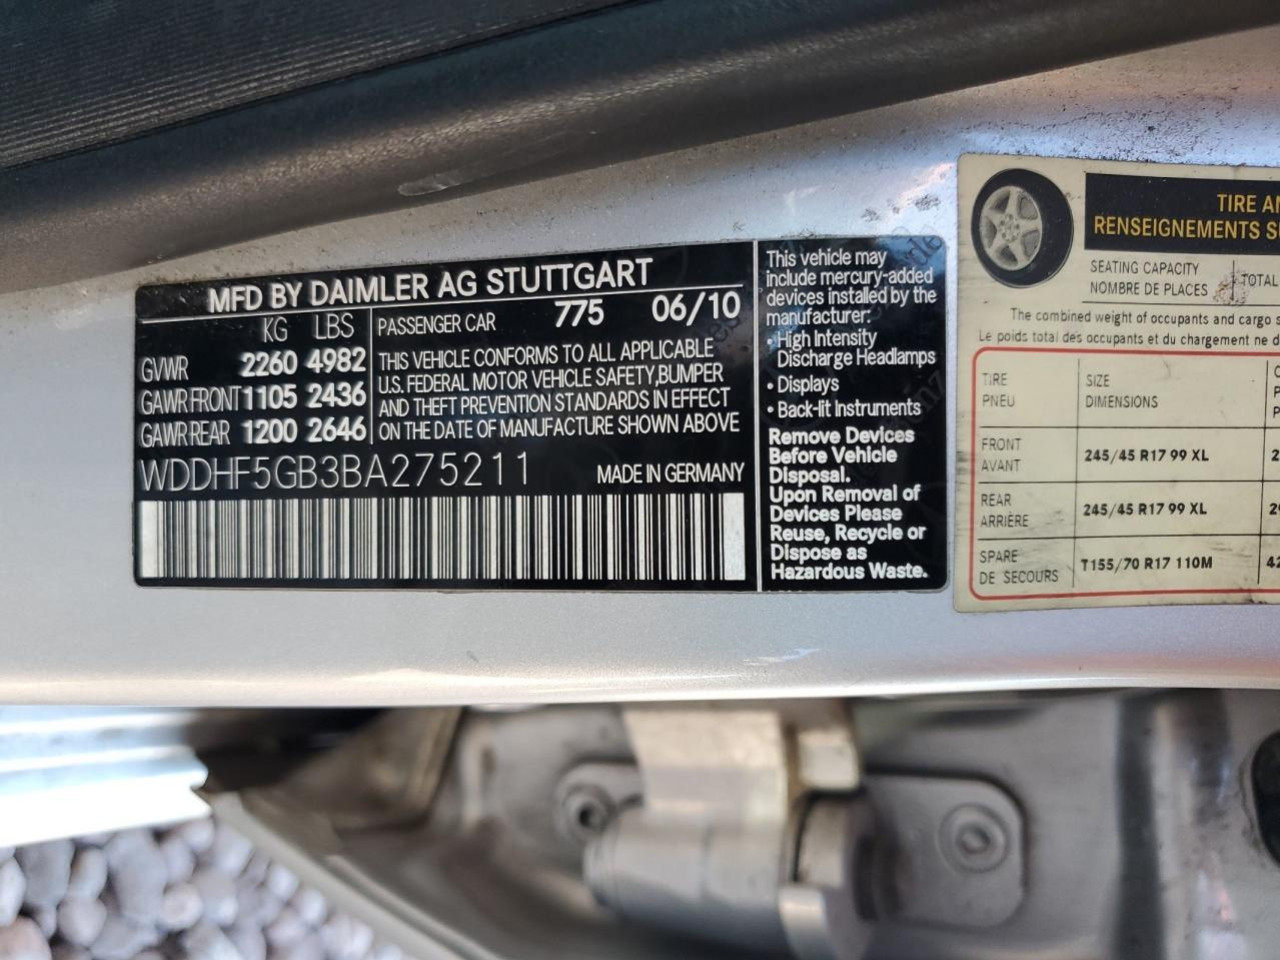 MFD BY DAIMLER AG STUTTGART
KG LBS
PASSENGER CAR 775 06/10
GVWR 2260 4982
GAWR FRONT 1105 2436
GAWR REAR 1200 2646
THIS VEHICLE CONFORMS TO ALL APPLICABLE
U.S. FEDERAL MOTOR VEHICLE SAFETY,BUMPER
AND THEFT PREVENTION STANDARDS IN EFFECT
ON THE DATE OF MANUFACTURE SHOWN ABOVE
WDDHF5GB3BA275211 MADE IN GERMANY
This vehicle may
include mercury-added
devices installed by the
manufacturer:
• High Intensity
Discharge Headlamps
• Displays
• Back-lit Instruments
Remove Devices
Before Vehicle
Disposal.
Upon Removal of
Devices Please
Reuse, Recycle or
Dispose as
Hazardous Waste.
TIRE
RENSEIGNEMENTS
SEATING CAPACITY
NOMBRE DE PLACES
TOTAL
The combined weight of occupants and cargo
Le poids total des occupants et du chargement ne
TIRE
PNEU
SIZE
DIMENSIONS
FRONT
AVANT
245/45 R17 99 XL
REAR
ARRIÈRE
245/45 R17 99 XL
SPARE
DE SECOURS
T155/70 R17 110M